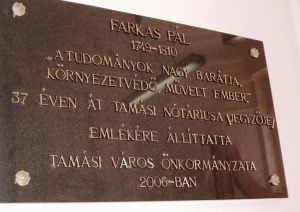 FARKAS PÁL
1749-1810
„A TUDOMÁNYOK NAGY BARÁTJA,
KÖRNYEZETVÉDŐ, MŰVELT EMBER,"
37 ÉVEN ÁT TAMÁSI NÓTÁRIUSA (JEGYZŐJE)
EMLÉKÉRE ÁLLÍTTATTA
TAMÁSI VÁROS ÖNKORMÁNYZATA
2006-BAN